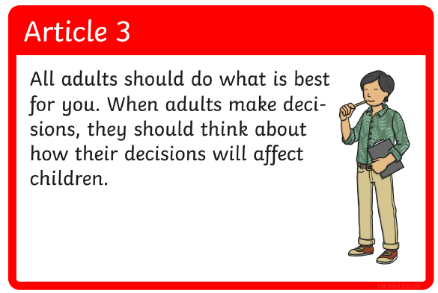 Article 3
All adults should do what is best
for you. When adults make deci-
sions, they should think about
how their decisions will affect
children.